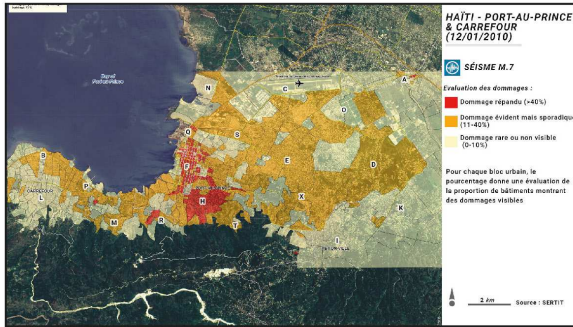 HAÏTI - PORT-AU-PRINCE
& CARREFOUR
(12/01/2010)
SÉISME M.7
Evaluation des dommages :
Dommage répandu (>40%)
Dommage évident mais sporadique
(11-40%)
Dommage rare ou non visible
(0-10%)
Pour chaque bloc urbain, le
pourcentage donne une évaluation de
la proportion de bâtiments montrant
des dommages visibles
2 km
Source : SERTIT
A
N
C
O
Q
S
B
F
E
D
P
CARREFOUR
L
H
X
K
M
R
T
I